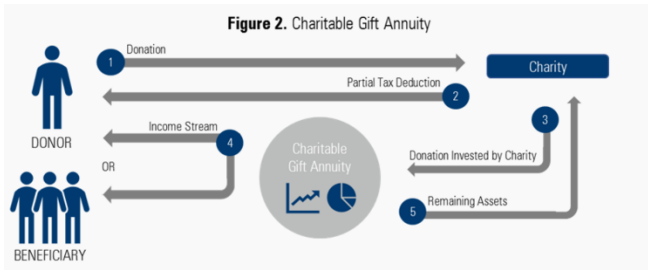 Figure 2. Charitable Gift Annuity
1 Donation
Charity
Partial Tax Deduction 2
DONOR
Income Stream 4
OR
BENEFICIARY
Charitable
Gift Annuity
3
Donation Invested by Charity
5 Remaining Assets